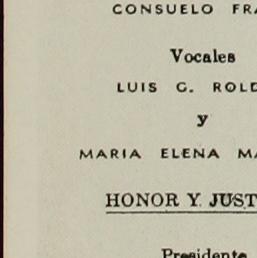 CONSUELO FRA
Vocales
LUIS G. ROLD
y
MARIA ELENA MA
HONOR Y JUST
Presidente